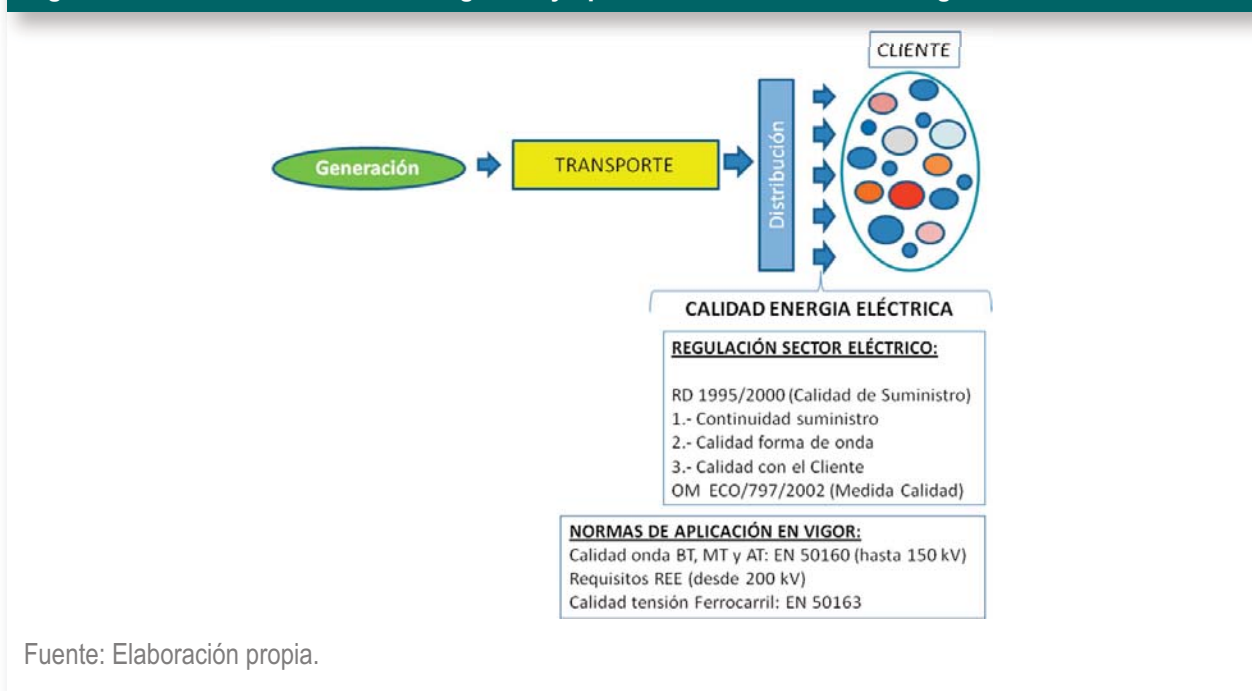 CLIENTE
Generación
TRANSPORTE
Distribución
CALIDAD ENERGIA ELÉCTRICA
REGULACIÓN SECTOR ELÉCTRICO:
RD 1995/2000 (Calidad de Suministro)
1.- Continuidad suministro
2.- Calidad forma de onda
3.- Calidad con el Cliente
OM ECO/797/2002 (Medida Calidad)
NORMAS DE APLICACIÓN EN VIGOR:
Calidad onda BT, MT y AT: EN 50160 (hasta 150 kV)
Requisitos REE (desde 200 kV)
Calidad tensión Ferrocarril: EN 50163
Fuente: Elaboración propia.